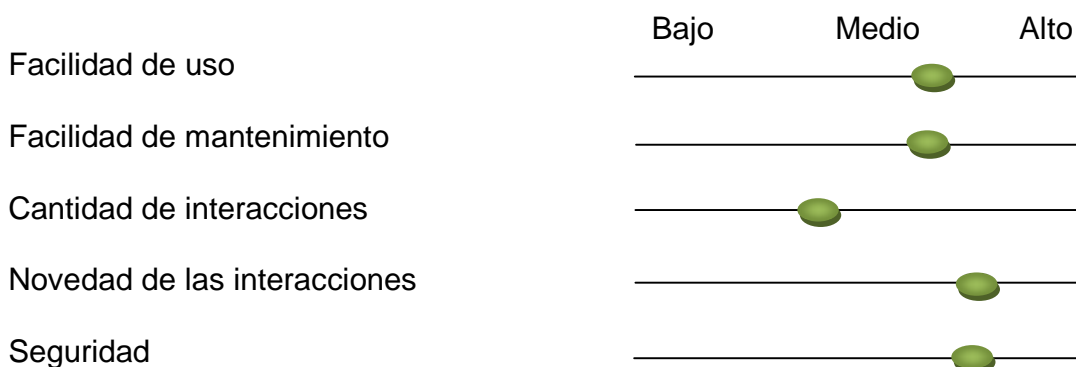 Bajo Medio Alto
Facilidad de uso
Facilidad de mantenimiento
Cantidad de interacciones
Novedad de las interacciones
Seguridad